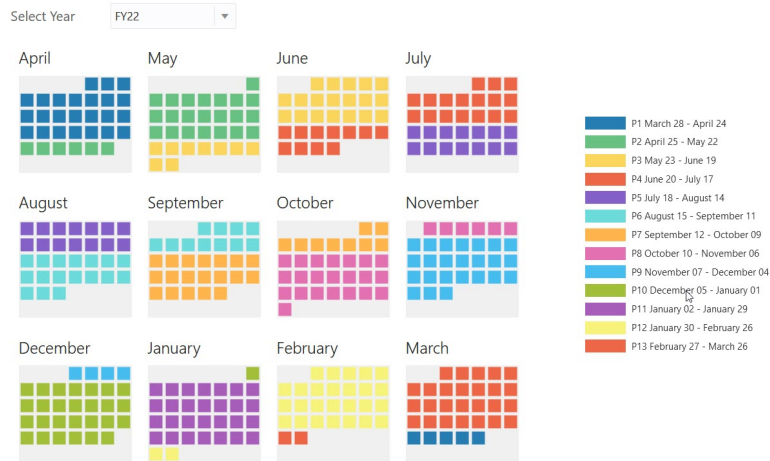 Select Year FY22
April May June July
August September October November
December January February March
P1 March 28 - April 24
P2 April 25 - May 22
P3 May 23 - June 19
P4 June 20 - July 17
P5 July 18 - August 14
P6 August 15 - September 11
P7 September 12 - October 09
P8 October 10 - November 06
P9 November 07 - December 04
P10 December 05 - January 01
P11 January 02 - January 29
P12 January 30 - February 26
P13 February 27 - March 26